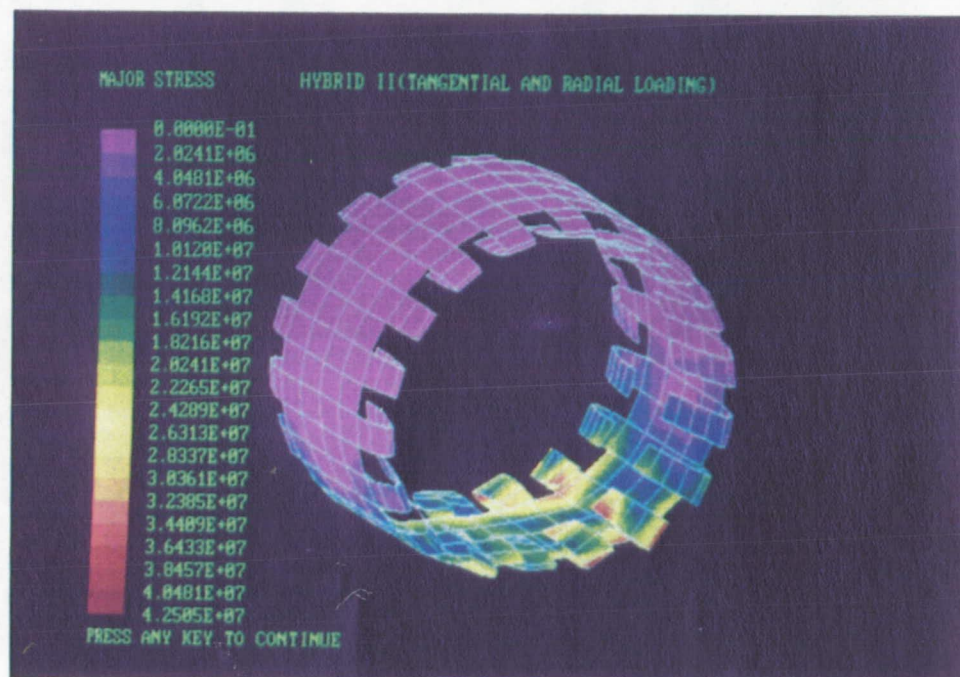 MAJOR STRESS HYBRID II(TANGENTIAL AND RADIAL LOADING)
0.0000E-01
2.0241E+06
4.0481E+06
6.0722E+06
8.0962E+06
1.0120E+07
1.2144E+07
1.4168E+07
1.6192E+07
1.8216E+07
2.0241E+07
2.2265E+07
2.4289E+07
2.6313E+07
2.8337E+07
3.0361E+07
3.2385E+07
3.4409E+07
3.6433E+07
3.8457E+07
4.0481E+07
4.2505E+07
PRESS ANY KEY TO CONTINUE